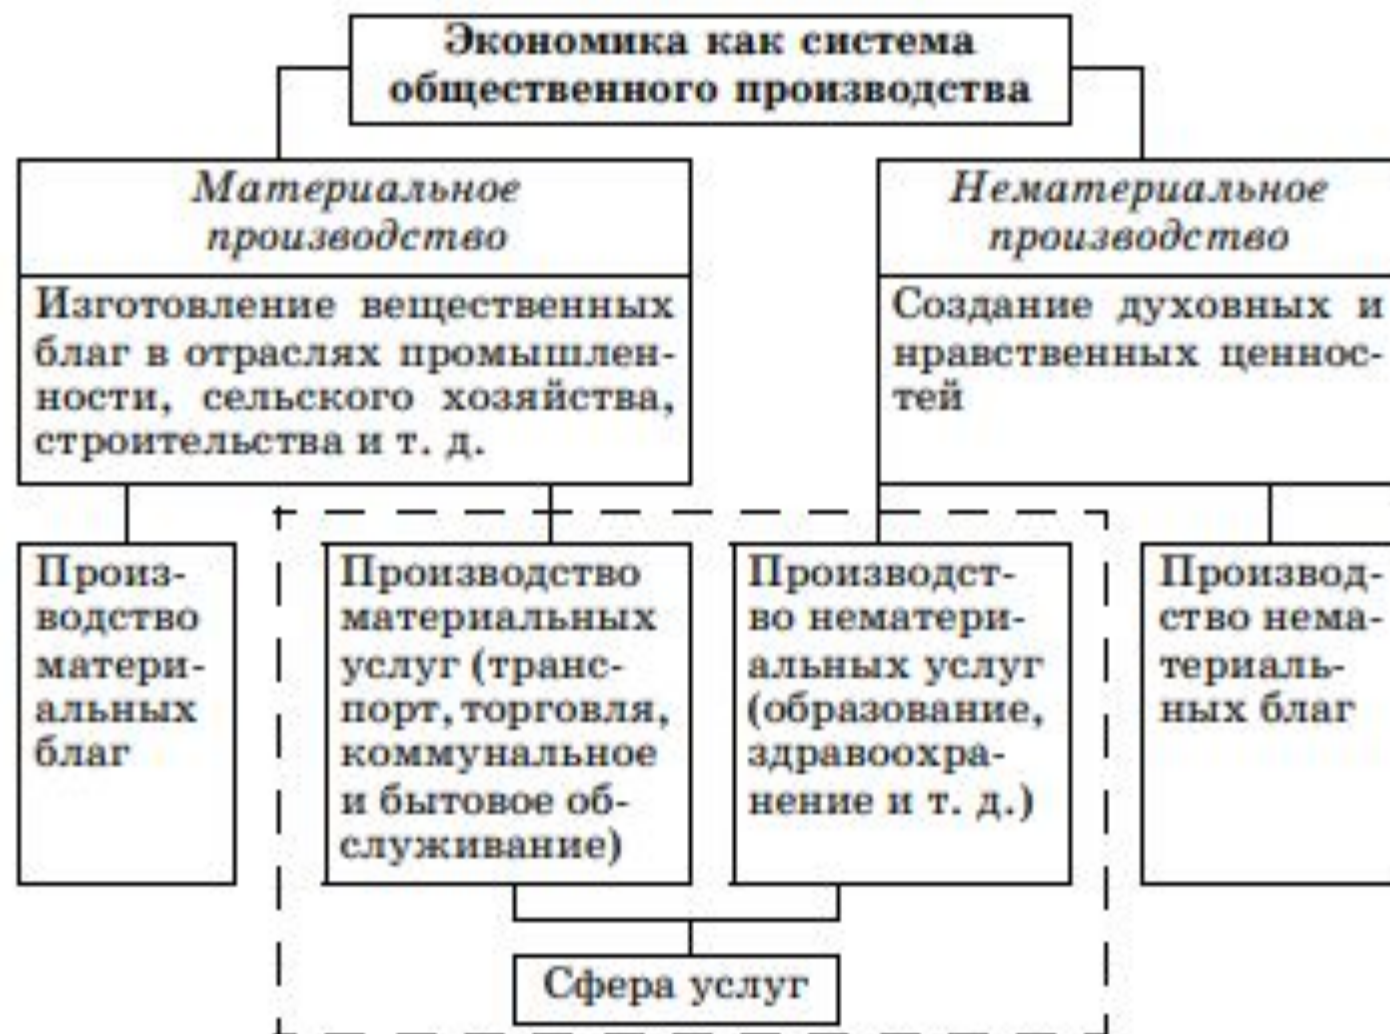 Экономика как система
общественного производства
Материальное
производство
Изготовление вещественных
благ в отраслях промышлен-
ности, сельского хозяйства,
строительства и т. д.
Нематериальное
производство
Создание духовных и
нравственных ценнос-
тей
Произ-
водство
матери-
альных
благ
Производство
материальных
услуг (транс-
порт, торговля,
коммунальное
и бытовое об-
служивание)
Производст-
во нематери-
альных услуг
(образование,
здравоохра-
нение и т. д.)
Производ-
ство нема-
териаль-
ных благ
Сфера услуг